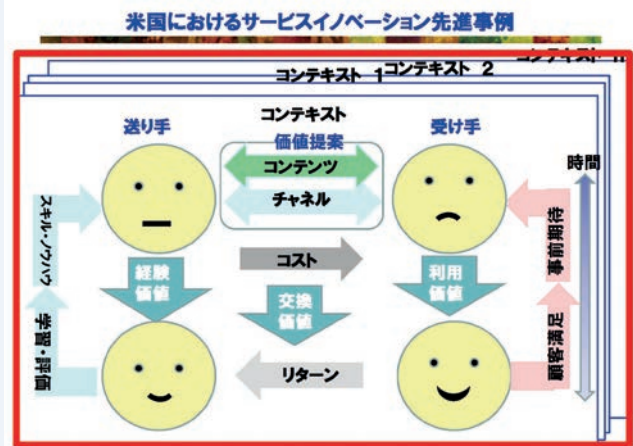 米国におけるサービスイノベーション先進事例
コンテキスト n
コンテキスト 2
コンテキスト 1
コンテキスト
送り手
価値提案
受け手
コンテンツ
チャネル
時間
スキル・ノウハウ
学習・評価
経験
価値
コスト
交換
価値
利用
価値
事前期待
顧客満足
リターン